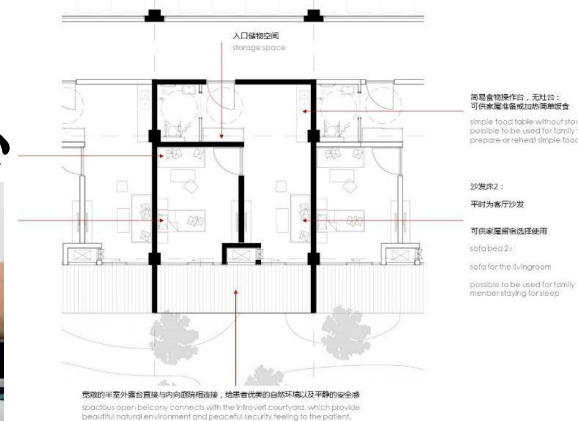 入口储物空间
storage space
简易食物操作台，无灶台：
可供家属准备或加热简单饭食
simple food table without stov
possible to be used for family
prepare or reheat simple food
沙发床2：
平时为客厅沙发
可供家属留宿选择使用
sofa bed 2：
sofa for the livingroom
possible to be used for family
menber staying for sleep
宽敞的半室外露台直接与内向庭院相连接，给患者优美的自然环境以及平静的安全感
spacious open belcony connects with the introvert courtyard, which provide
beautiful natural environment and peaceful security feeling to the patient.